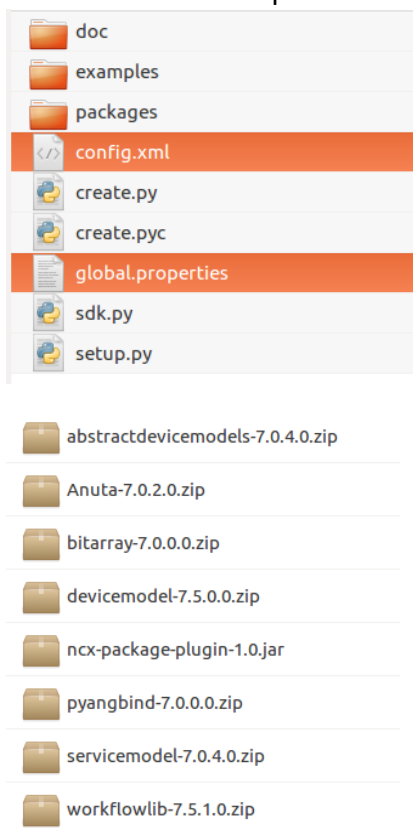 doc
examples
packages
config.xml
create.py
create.pyc
global.properties
sdk.py
setup.py
abstractdevicemodels-7.0.4.0.zip
Anuta-7.0.2.0.zip
bitarray-7.0.0.0.zip
devicemodel-7.5.0.0.zip
ncx-package-plugin-1.0.jar
pyangbind-7.0.0.0.zip
servicemodel-7.0.4.0.zip
workflowlib-7.5.1.0.zip